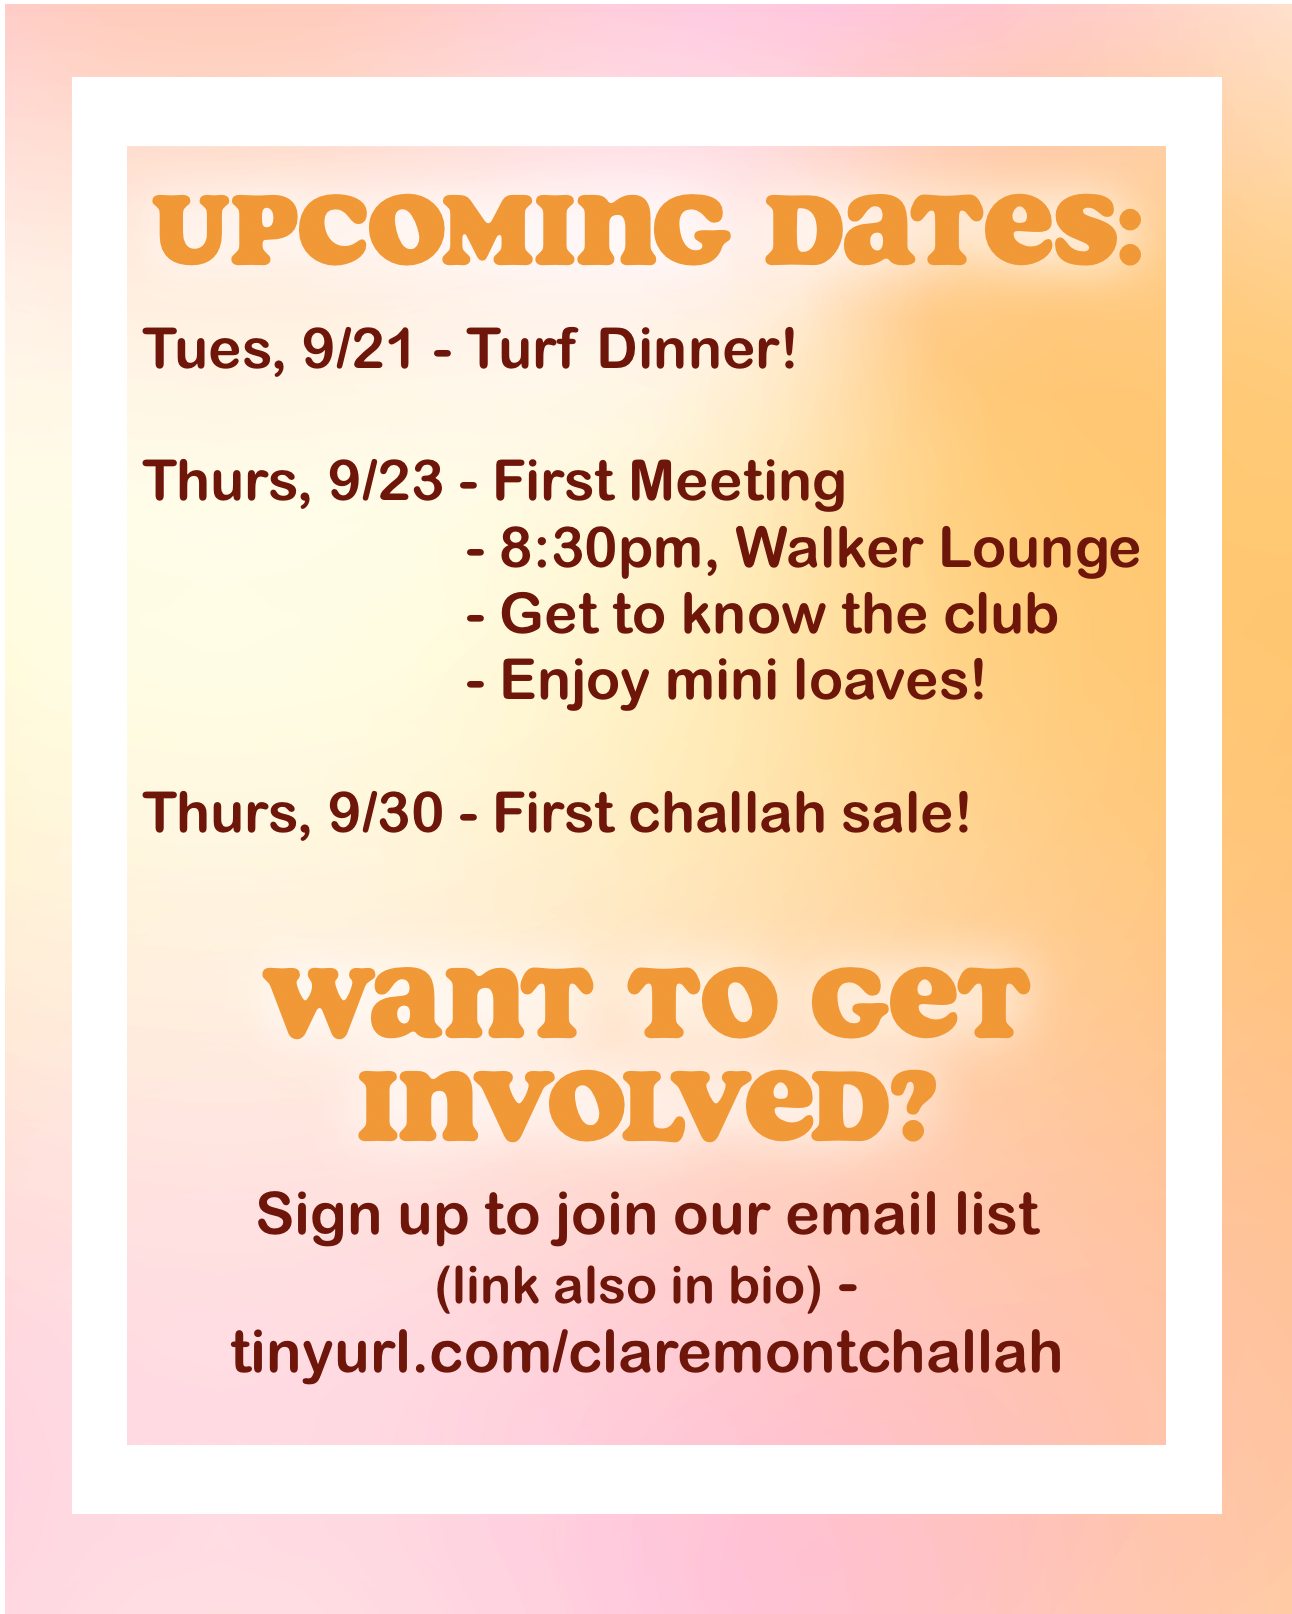 UPCOMING DATES:
Tues, 9/21 - Turf Dinner!
Thurs, 9/23 - First Meeting
- 8:30pm, Walker Lounge
- Get to know the club
- Enjoy mini loaves!
Thurs, 9/30 - First challah sale!
WANT TO GET
INVOLVED?
Sign up to join our email list
(link also in bio) -
tinyurl.com/claremontchallah